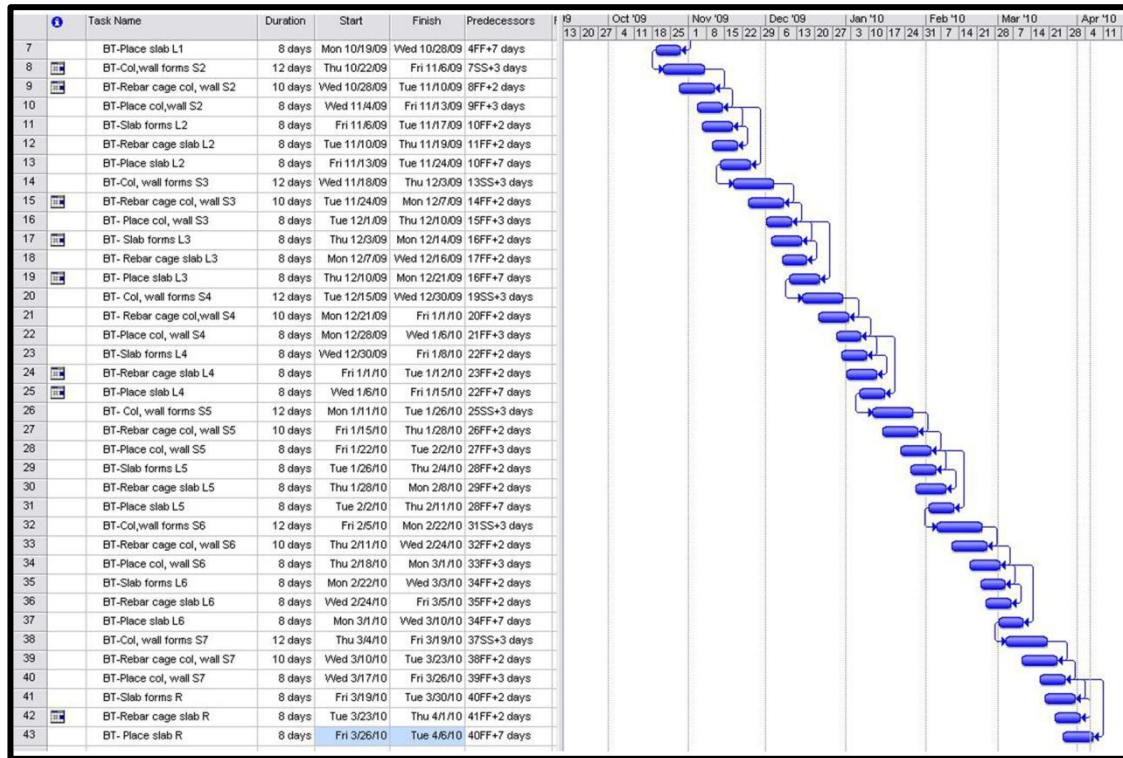 Task Name Duration Start Finish Predecessors
'09 Oct '09 Nov '09 Dec '09 Jan '10 Feb '10 Mar '10 Apr '10
13 20 27 4 11 18 25 1 8 15 22 29 6 13 20 27 3 10 17 24 31 7 14 21 28 7 14 21 28 4 11
7 BT-Place slab L1 8 days Mon 10/19/09 Wed 10/28/09 4FF+7 days
8 BT-Col,wall forms S2 12 days Thu 10/22/09 Fri 11/6/09 7SS+3 days
9 BT-Rebar cage col, wall S2 10 days Wed 10/28/09 Tue 11/10/09 8FF+2 days
10 BT-Place col,wall S2 8 days Wed 11/4/09 Fri 11/13/09 9FF+3 days
11 BT-Slab forms L2 8 days Fri 11/6/09 Tue 11/17/09 10FF+2 days
12 BT-Rebar cage slab L2 8 days Tue 11/10/09 Thu 11/19/09 11FF+2 days
13 BT-Place slab L2 8 days Fri 11/13/09 Tue 11/24/09 10FF+7 days
14 BT-Col, wall forms S3 12 days Wed 11/18/09 Thu 12/3/09 13SS+3 days
15 BT-Rebar cage col, wall S3 10 days Tue 11/24/09 Mon 12/7/09 14FF+2 days
16 BT- Place col, wall S3 8 days Tue 12/1/09 Thu 12/10/09 15FF+3 days
17 BT- Slab forms L3 8 days Thu 12/3/09 Mon 12/14/09 16FF+2 days
18 BT- Rebar cage slab L3 8 days Mon 12/7/09 Wed 12/16/09 17FF+2 days
19 BT- Place slab L3 8 days Thu 12/10/09 Mon 12/21/09 16FF+7 days
20 BT- Col, wall forms S4 12 days Tue 12/15/09 Wed 12/30/09 19SS+3 days
21 BT- Rebar cage col,wall S4 10 days Mon 12/21/09 Fri 1/1/10 20FF+2 days
22 BT-Place col, wall S4 8 days Mon 12/28/09 Wed 1/6/10 21FF+3 days
23 BT-Slab forms L4 8 days Wed 12/30/09 Fri 1/8/10 22FF+2 days
24 BT-Rebar cage slab L4 8 days Fri 1/1/10 Tue 1/12/10 23FF+2 days
25 BT-Place slab L4 8 days Wed 1/6/10 Fri 1/15/10 22FF+7 days
26 BT- Col, wall forms S5 12 days Mon 1/11/10 Tue 1/26/10 25SS+3 days
27 BT-Rebar cage col, wall S5 10 days Fri 1/15/10 Thu 1/28/10 26FF+2 days
28 BT-Place col, wall S5 8 days Fri 1/22/10 Tue 2/2/10 27FF+3 days
29 BT-Slab forms L5 8 days Tue 1/26/10 Thu 2/4/10 28FF+2 days
30 BT-Rebar cage slab L5 8 days Thu 1/28/10 Mon 2/8/10 29FF+2 days
31 BT-Place slab L5 8 days Tue 2/2/10 Thu 2/11/10 28FF+7 days
32 BT-Col,wall forms S6 12 days Fri 2/5/10 Mon 2/22/10 31SS+3 days
33 BT-Rebar cage col, wall S6 10 days Thu 2/11/10 Wed 2/24/10 32FF+2 days
34 BT-Place col, wall S6 8 days Thu 2/18/10 Mon 3/1/10 33FF+3 days
35 BT-Slab forms L6 8 days Mon 2/22/10 Wed 3/3/10 34FF+2 days
36 BT-Rebar cage slab L6 8 days Wed 2/24/10 Fri 3/5/10 35FF+2 days
37 BT-Place slab L6 8 days Mon 3/1/10 Wed 3/10/10 34FF+7 days
38 BT-Col, wall forms S7 12 days Thu 3/4/10 Fri 3/19/10 37SS+3 days
39 BT-Rebar cage col, wall S7 10 days Wed 3/10/10 Tue 3/23/10 38FF+2 days
40 BT-Place col, wall S7 8 days Wed 3/17/10 Fri 3/26/10 39FF+3 days
41 BT-Slab forms R 8 days Fri 3/19/10 Tue 3/30/10 40FF+2 days
42 BT-Rebar cage slab R 8 days Tue 3/23/10 Thu 4/1/10 41FF+2 days
43 BT- Place slab R 8 days Fri 3/26/10 Tue 4/6/10 40FF+7 days